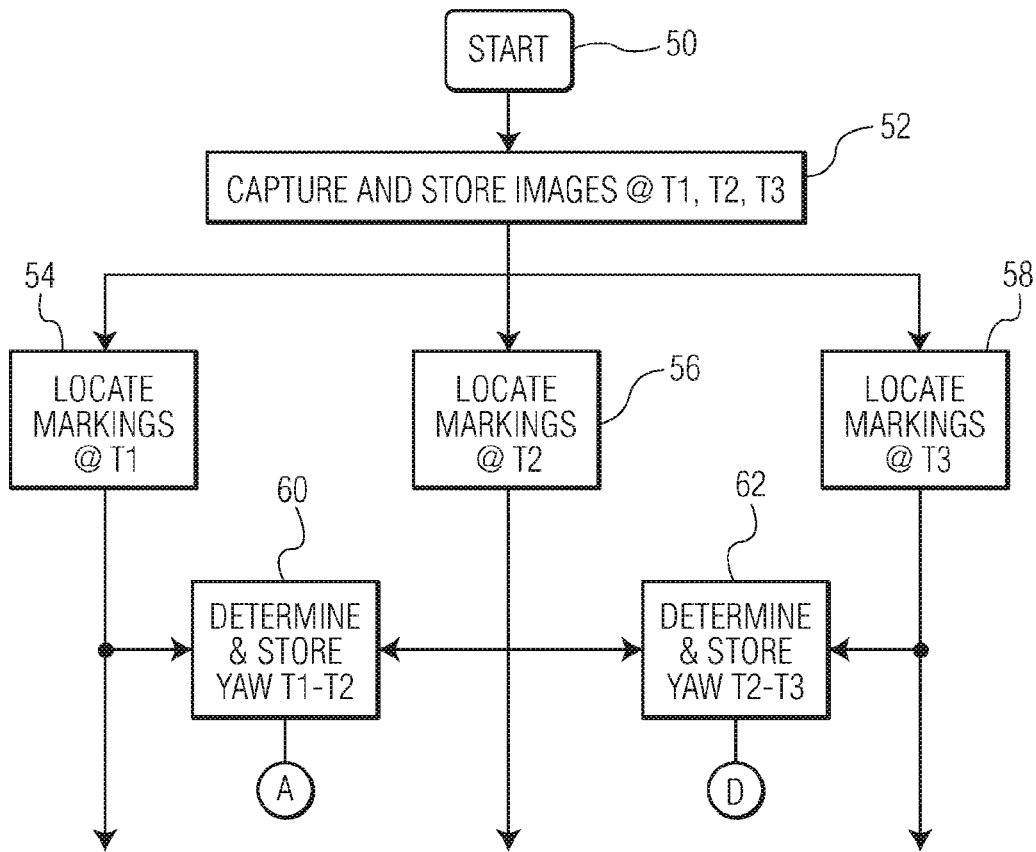 START
50
52
CAPTURE AND STORE IMAGES @ T1, T2, T3
54
58
LOCATE
MARKINGS
@ T1
LOCATE
MARKINGS
@ T2
56
LOCATE
MARKINGS
@ T3
60
62
DETERMINE
& STORE
YAW T1-T2
DETERMINE
& STORE
YAW T2-T3
A
D